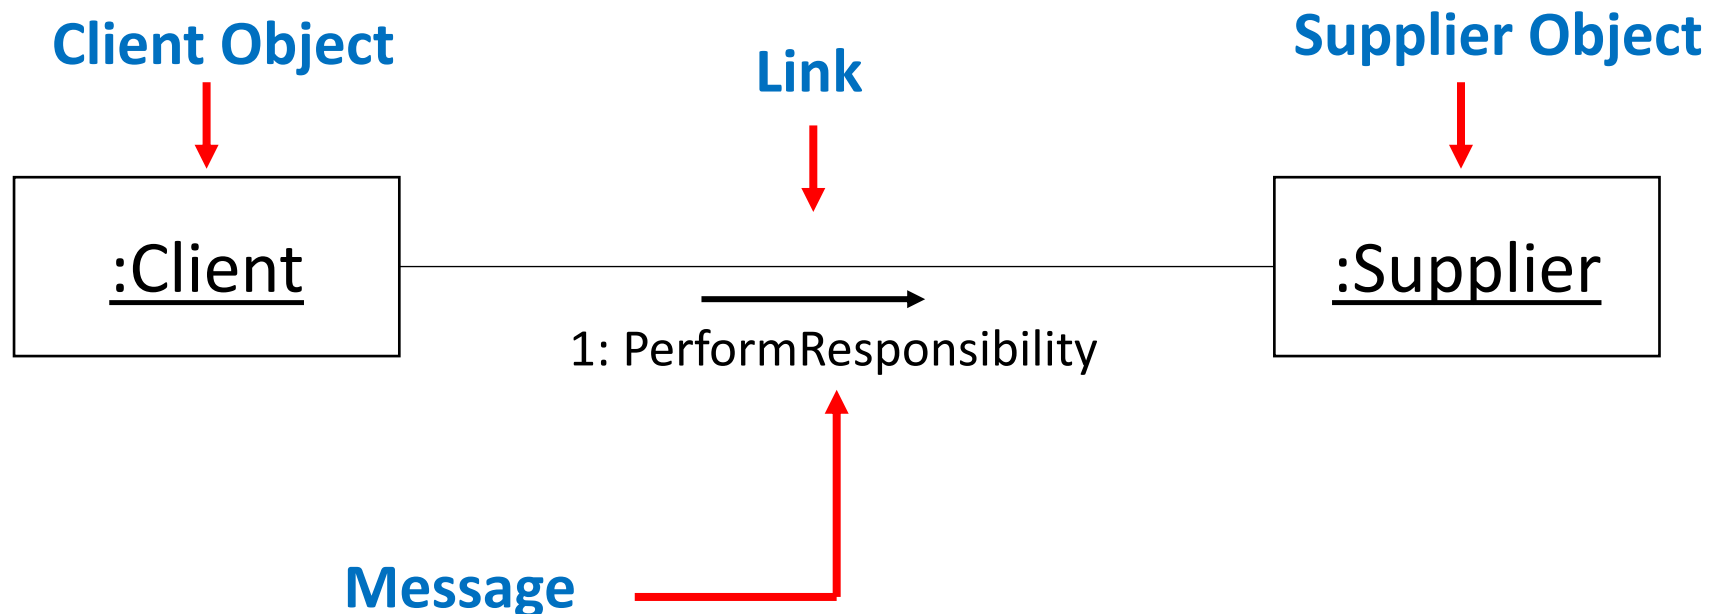 Client Object
Link
Supplier Object
:Client
:Supplier
1: PerformResponsibility
Message